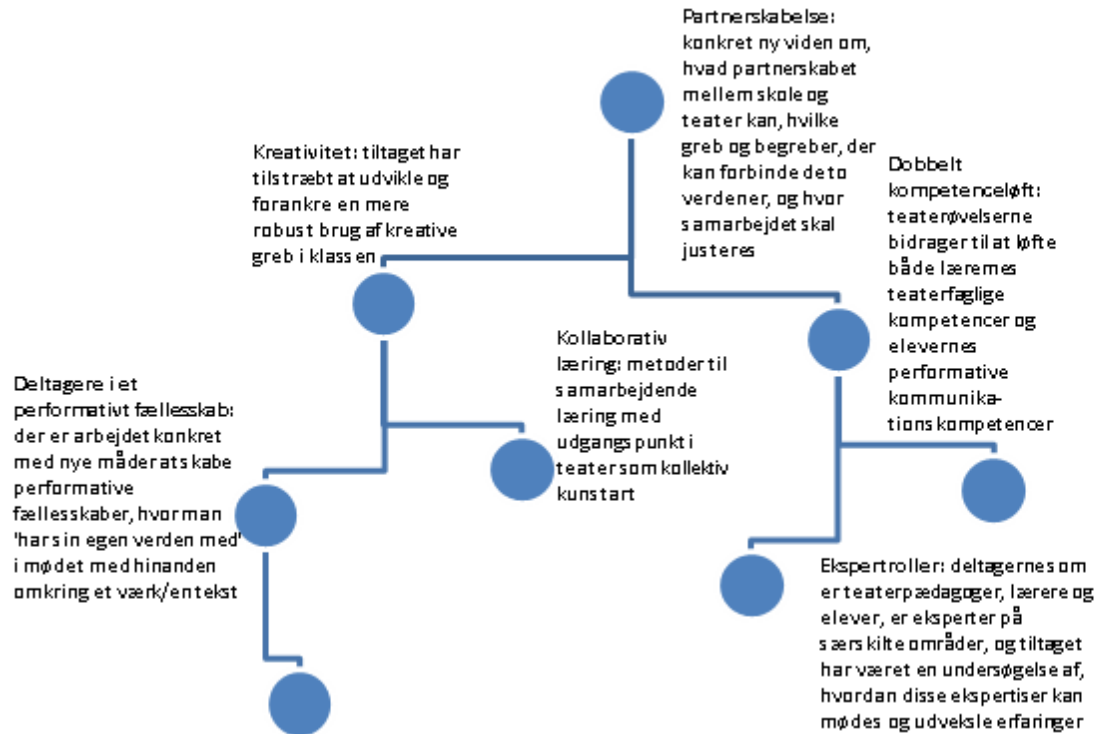 Partnerskabelse:
konkret ny viden om,
hvad partnerskabet
mellem skole og
teater kan, hvilke
greb og begreber, der
kan forbinde de to
verdener, og hvor
samarbejdet skal
justeres
Kreativitet: tiltaget har
tilstræbt at udvikle og
forankre en mere
robust brug af kreative
greb i klassen
Dobbelt
kompetenceløft:
teaterøvelserne
bidrager til at løfte
både lærernes
teaterfaglige
kompetencer og
elevernes
performative
kommunika-
tionskompetencer
Deltagere i et
performativt fællesskab:
der er arbejdet konkret
med nye måder at skabe
performative
fællesskaber, hvor man
'har sin egen verden med'
i mødet med hinanden
omkring et værk/en tekst
Kollaborativ
læring: metoder til
samarbejdende
læring med
udgangspunkt i
teater som kollektiv
kunstart
Ekspertroller: deltagerne som
er teaterpædagoger, lærere og
elever, er eksperter på
særskilte områder, og tiltaget
har været en undersøgelse af,
hvordan disse ekspertiser kan
mødes og udveksle erfaringer